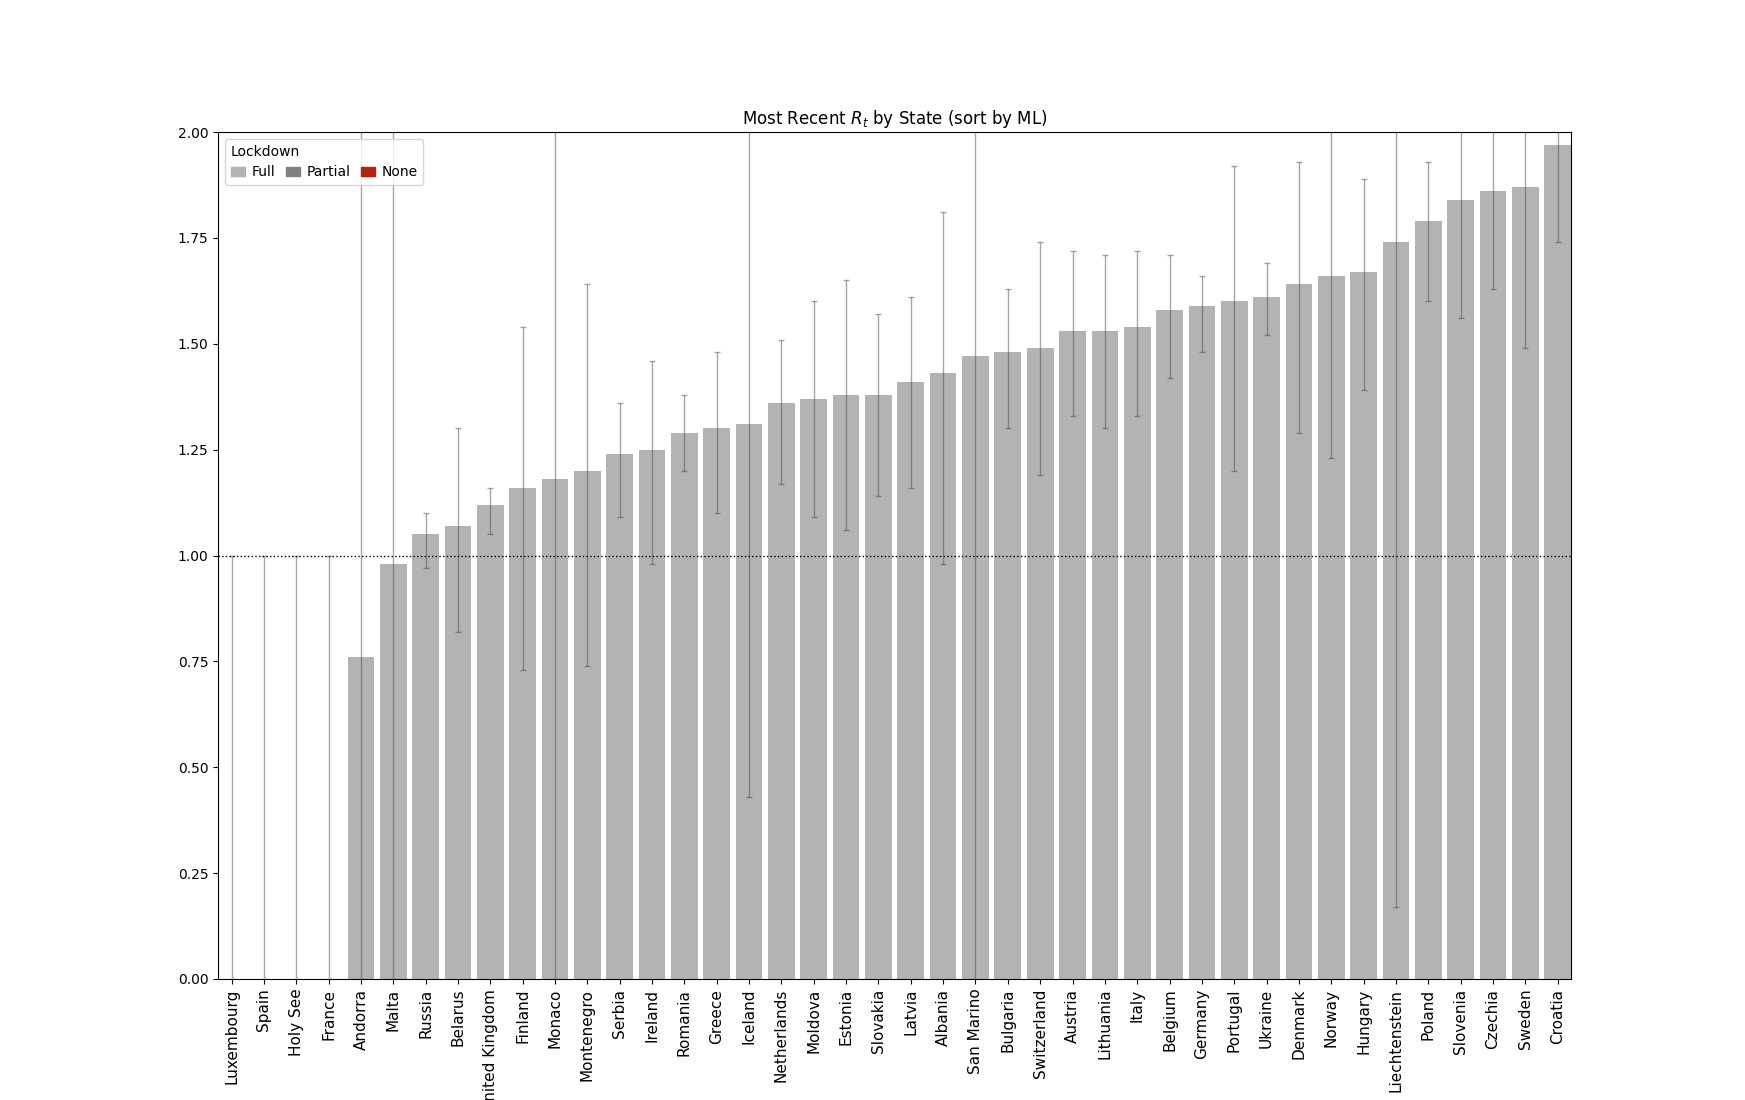 Most Recent Rt by State (sort by ML)
Lockdown
Full Partial None
2.00
1.75
1.50
1.25
1.00
0.75
0.50
0.25
0.00
Luxembourg
Spain
Holy See
France
Andorra
Malta
Russia
Belarus
nited Kingdom
Finland
Monaco
Montenegro
Serbia
Ireland
Romania
Greece
Iceland
Netherlands
Moldova
Estonia
Slovakia
Latvia
Albania
San Marino
Bulgaria
Switzerland
Austria
Lithuania
Italy
Belgium
Germany
Portugal
Ukraine
Denmark
Norway
Hungary
Liechtenstein
Poland
Slovenia
Czechia
Sweden
Croatia